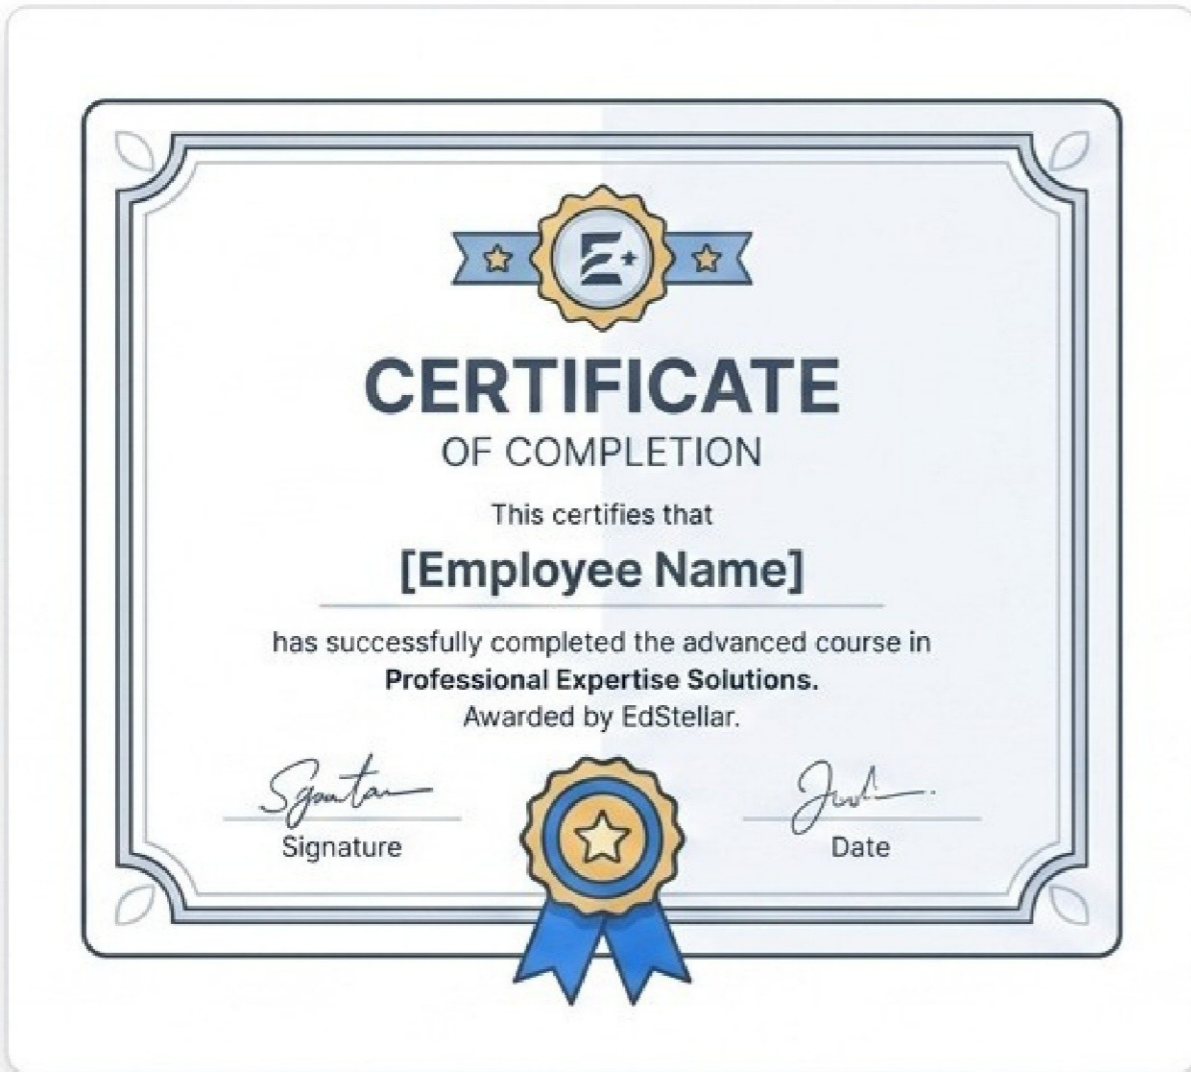 E+
CERTIFICATE
OF COMPLETION
This certifies that
[Employee Name]
has successfully completed the advanced course in
Professional Expertise Solutions.
Awarded by EdStellar.
Signature
Date